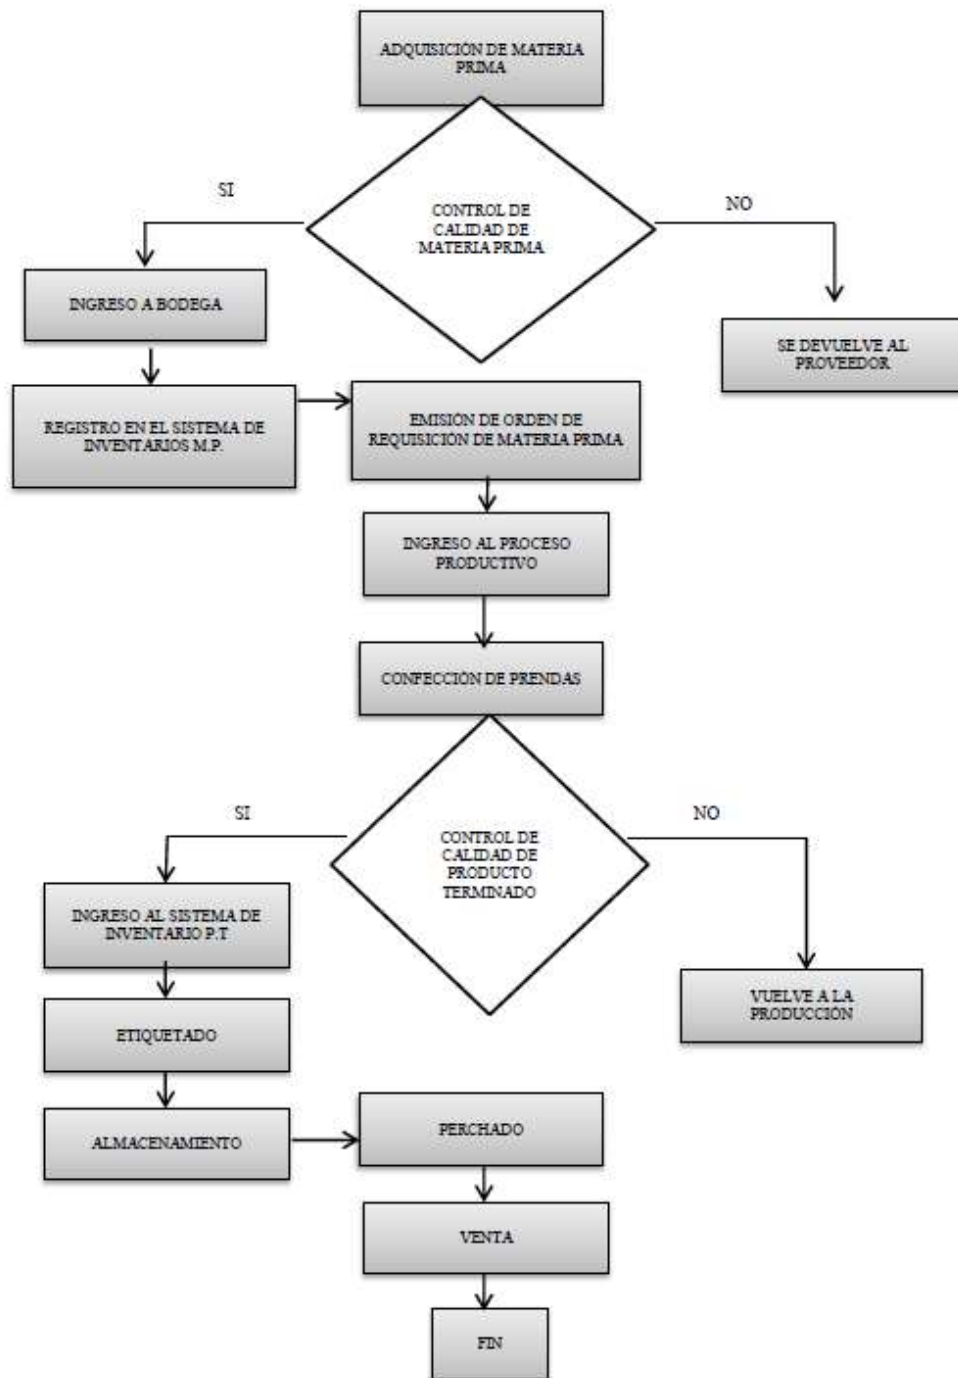 ADQUISICIÓN DE MATERIA
PRIMA
SI
NO
CONTROL DE
CALIDAD DE
MATERIA PRIMA
INGRESO A BODEGA
SE DEVUELVE AL
PROVEEDOR
REGISTRO EN EL SISTEMA DE
INVENTARIOS M.P.
EMISIÓN DE ORDEN DE
REQUISICIÓN DE MATERIA PRIMA
INGRESO AL PROCESO
PRODUCTIVO
CONFECCIÓN DE PRENDAS
SI
NO
CONTROL DE
CALIDAD DE
PRODUCTO
TERMINADO
INGRESO AL SISTEMA DE
INVENTARIO P.T
VUELVE A LA
PRODUCCIÓN
ETIQUETADO
ALMACENAMIENTO
PERCHADO
VENTA
FIN